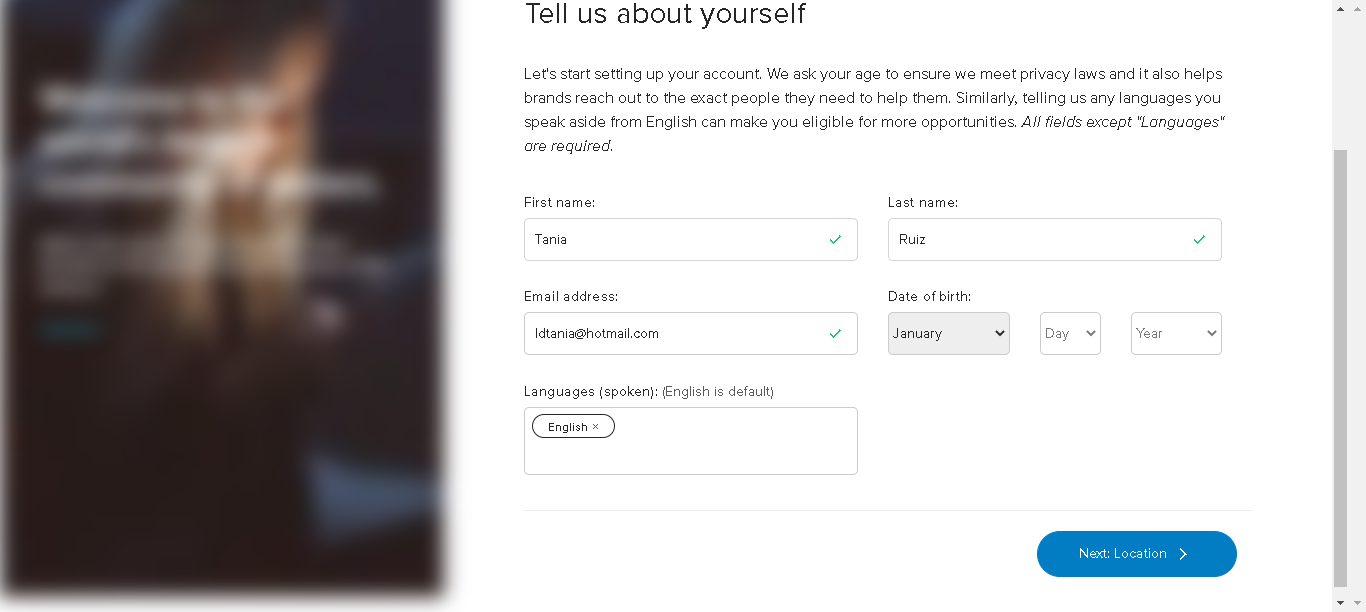 Tell us about yourself
Let's start setting up your account. We ask your age to ensure we meet privacy laws and it also helps
brands reach out to the exact people they need to help them. Similarly, telling us any languages you
speak aside from English can make you eligible for more opportunities. All fields except "Languages"
are required.
First name:
Last name:
Tania
Ruiz
Email address:
Date of birth:
ldtania@hotmail.com
January
Day
Year
Languages (spoken): (English is default)
English ×
Next: Location